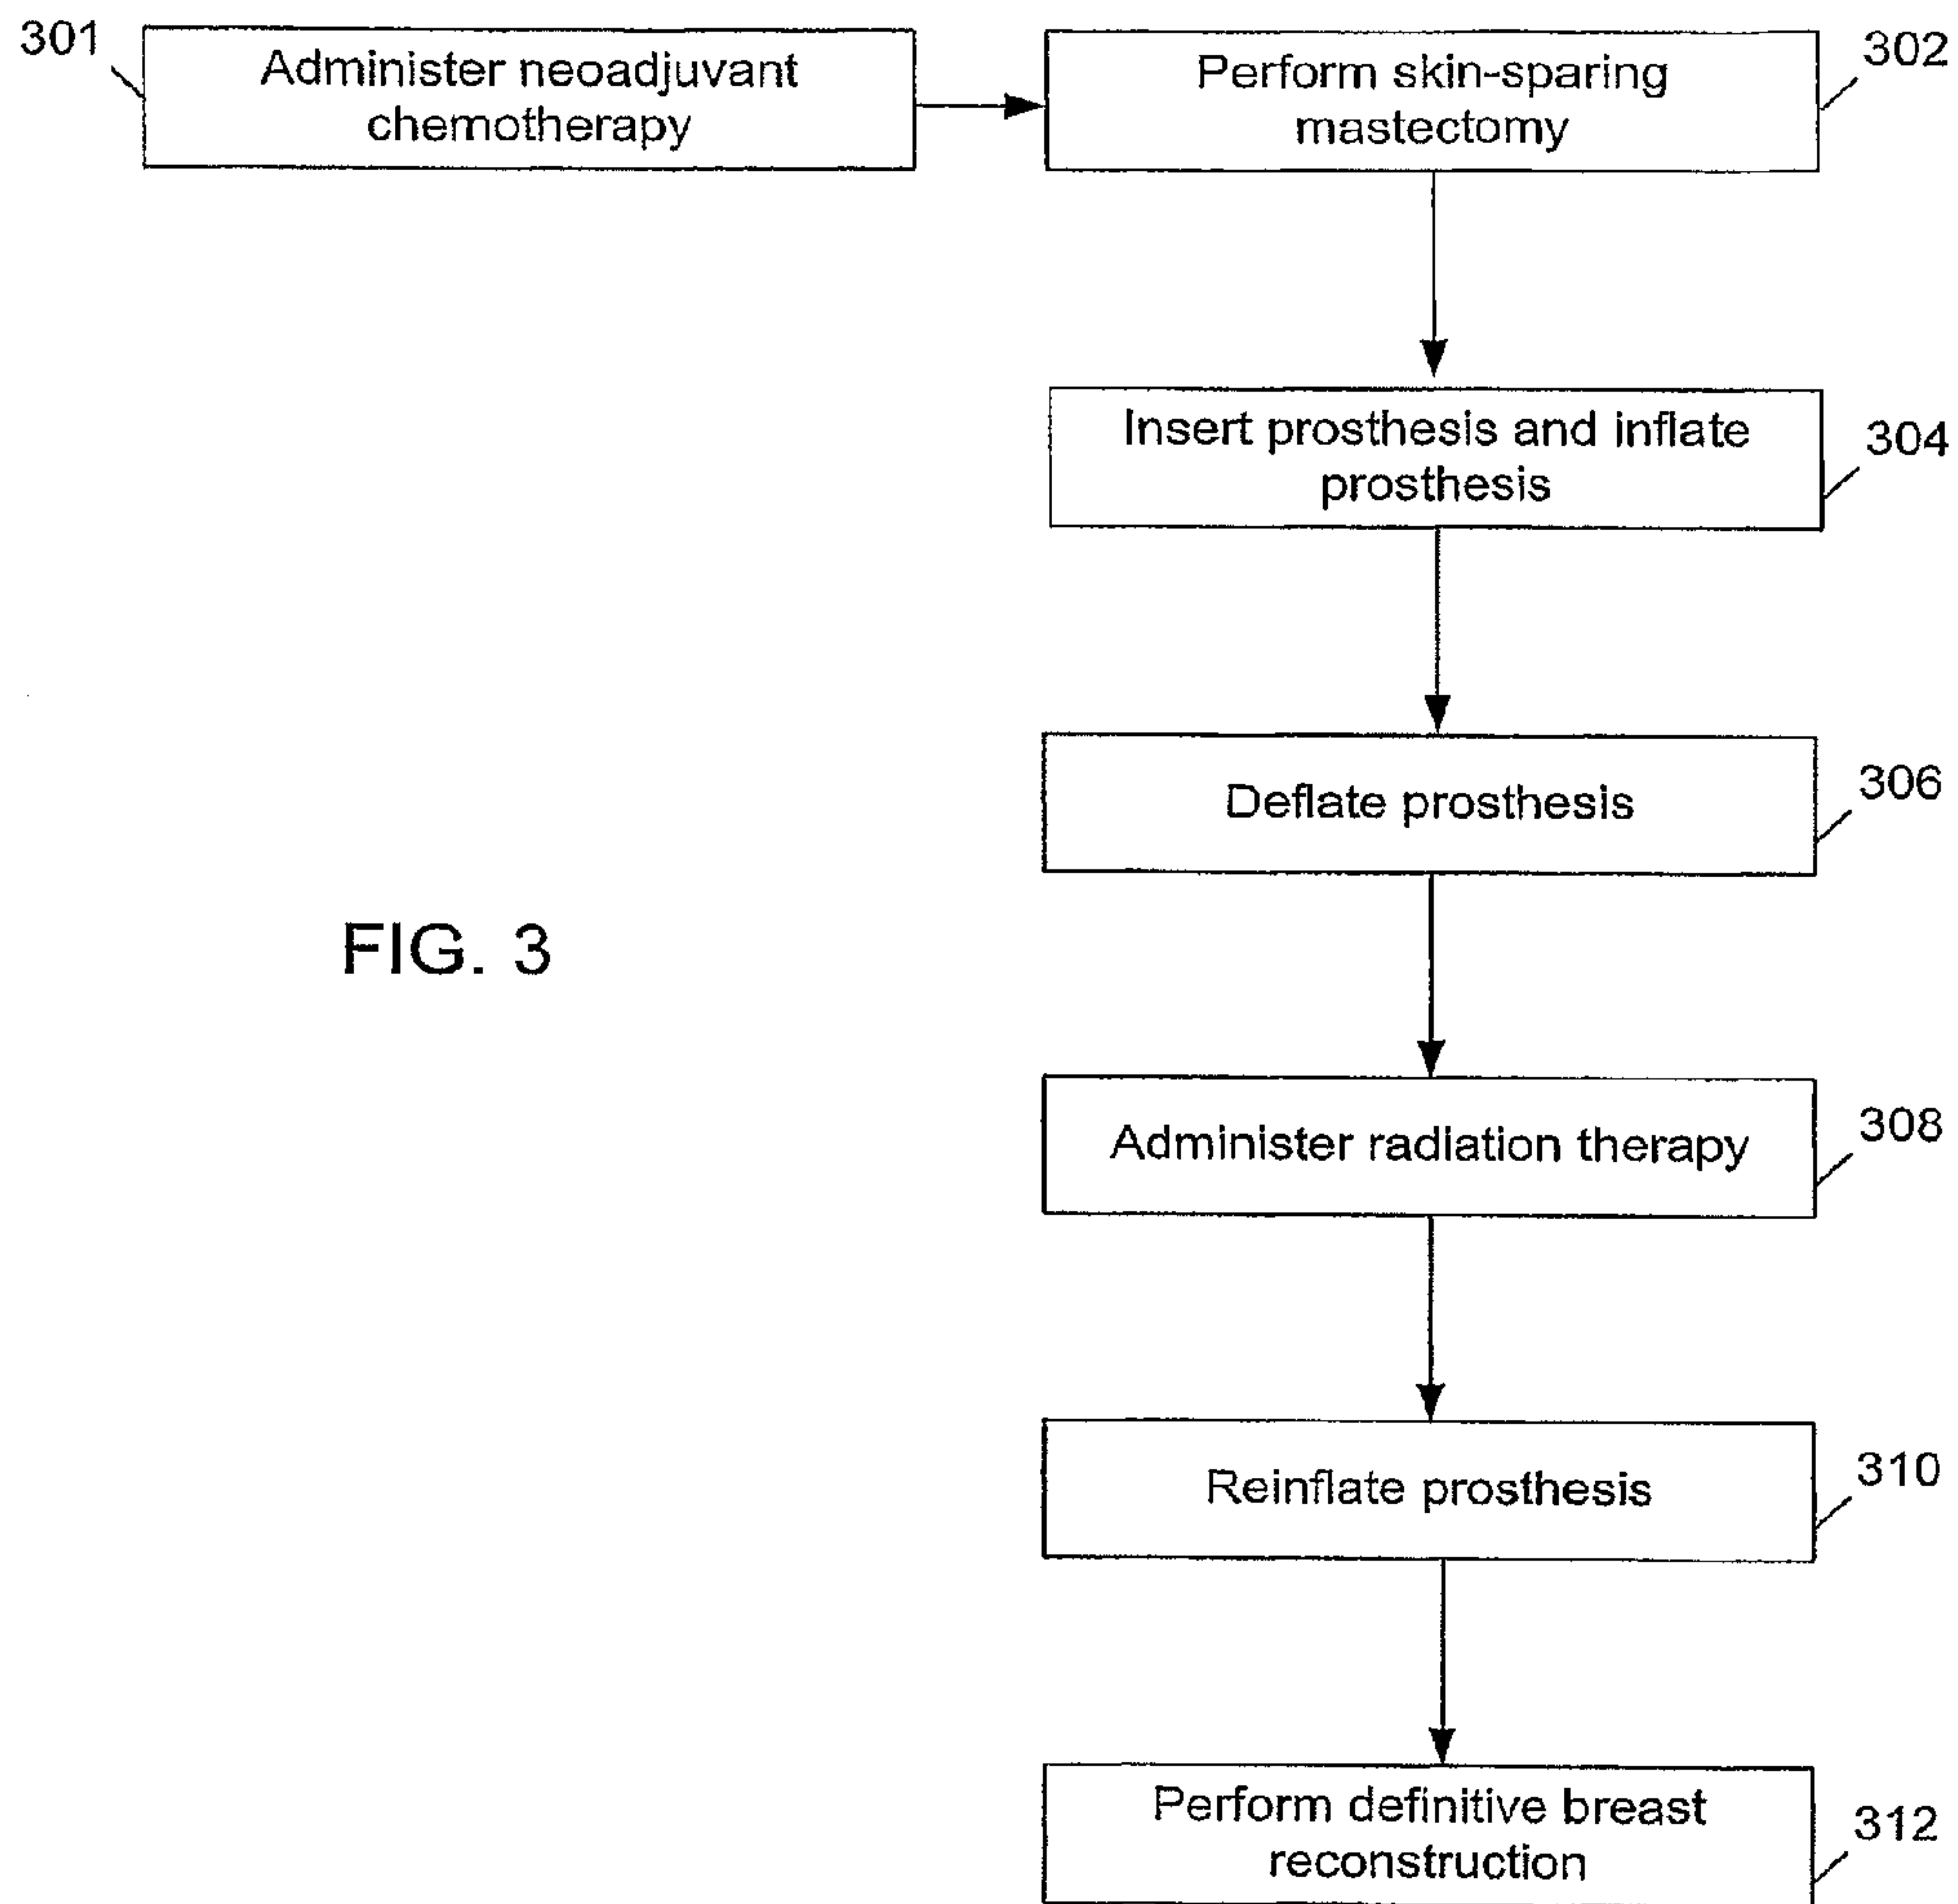 301
Administer neoadjuvant
chemotherapy
Perform skin-sparing
mastectomy
302
Insert prosthesis and inflate
prosthesis
304
Deflate prosthesis
306
FIG. 3
Administer radiation therapy
308
Reinflate prosthesis
310
Perform definitive breast
reconstruction
312